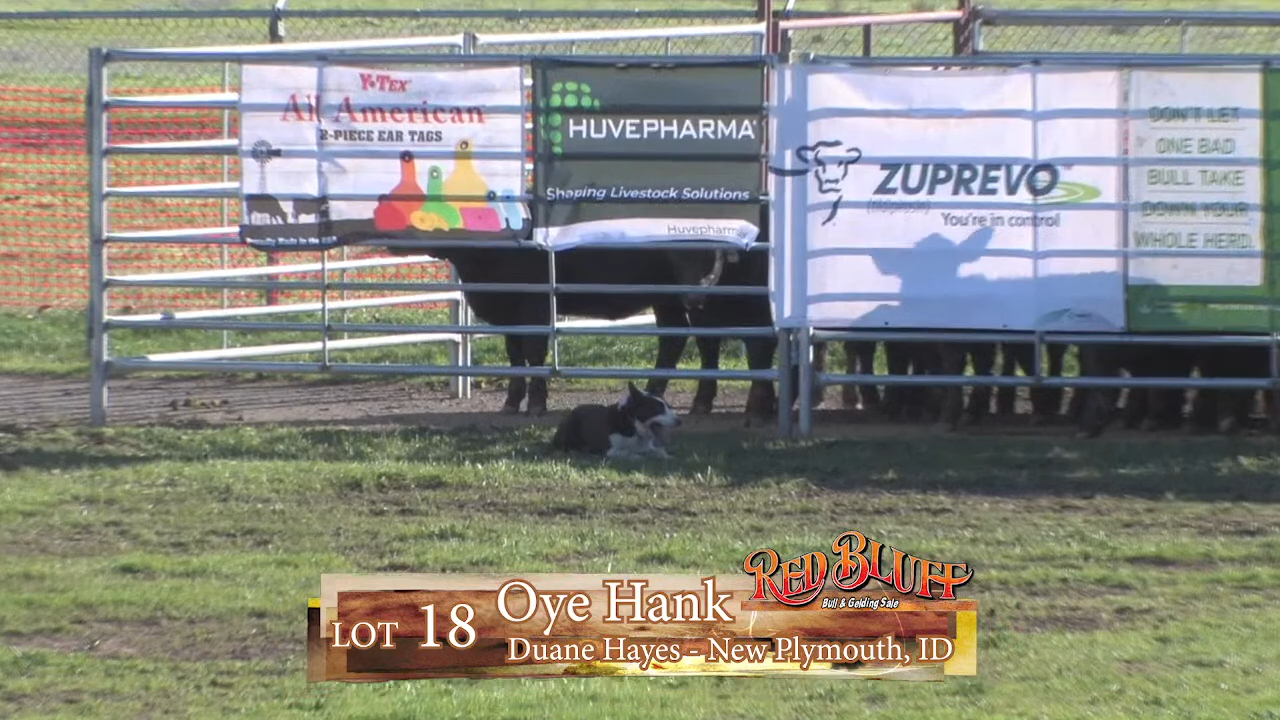 Y-TEX
All American
2-PIECE EAR TAGS
HUVEPHARMA
Shaping Livestock Solutions
Huvepharma
ZUPREVO
You're in control
DON'T LET
ONE BAD
BULL TAKE
DOWN YOUR
WHOLE HERD.
RED BLUFF
Bull & Gelding Sale
LOT 18
Oye Hank
Duane Hayes - New Plymouth, ID